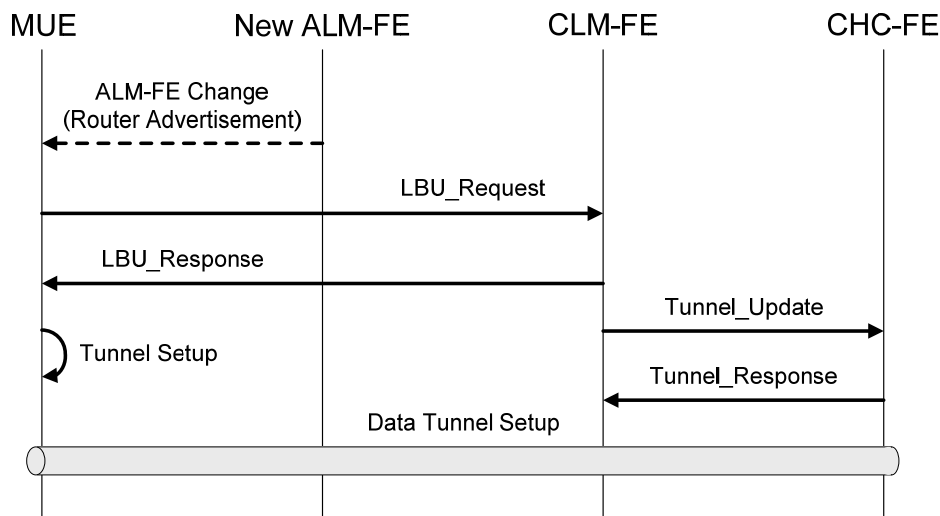 MUE
New ALM-FE
CLM-FE
CHC-FE
ALM-FE Change
(Router Advertisement)
LBU_Request
LBU_Response
Tunnel_Update
Tunnel Setup
Tunnel_Response
Data Tunnel Setup